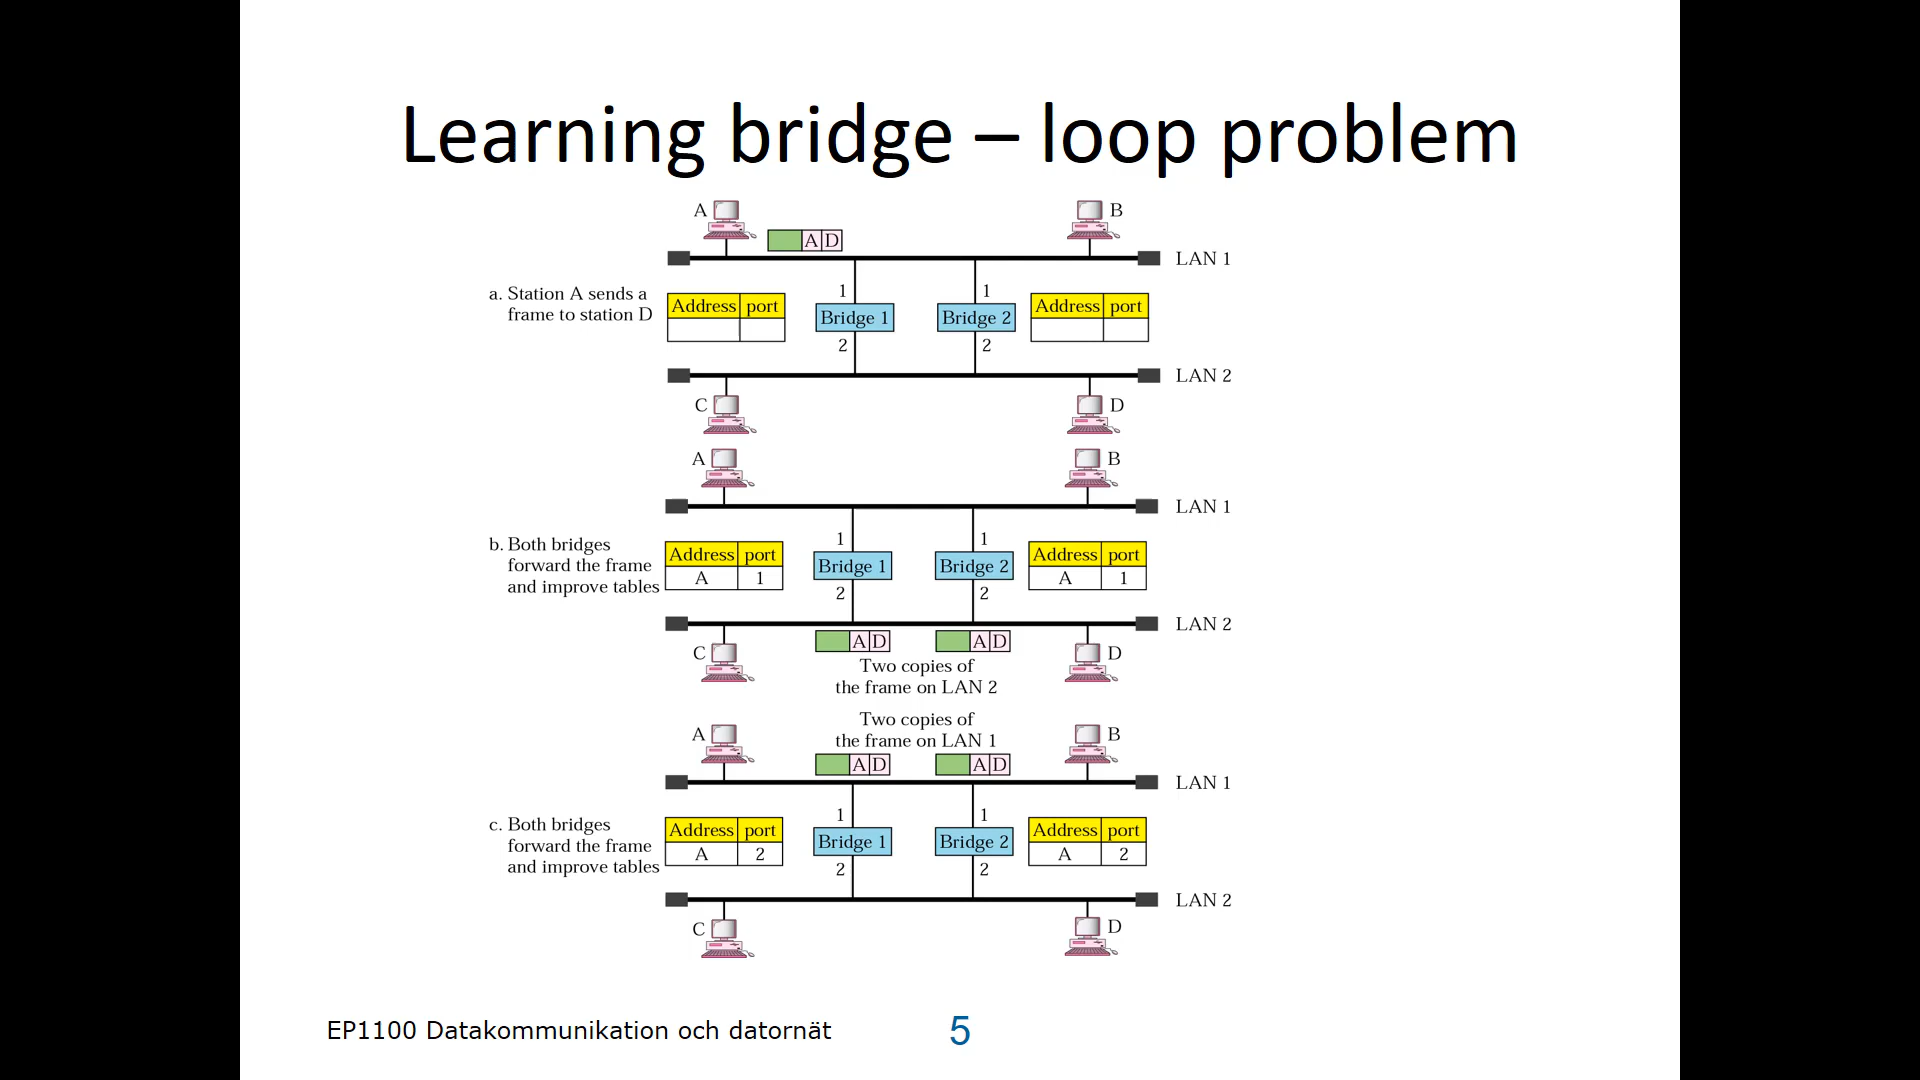 Learning bridge – loop problem
A
B
A D
LAN 1
a. Station A sends a
frame to station D
Address port
1
Bridge 1
2
1
Bridge 2
2
Address port
LAN 2
C
D
A
B
LAN 1
b. Both bridges
forward the frame
and improve tables
Address port
A 1
1
Bridge 1
2
1
Bridge 2
2
Address port
A 1
LAN 2
A D
A D
C
D
Two copies of
the frame on LAN 2
Two copies of
the frame on LAN 1
A
B
A D
A D
LAN 1
c. Both bridges
forward the frame
and improve tables
Address port
A 2
1
Bridge 1
2
1
Bridge 2
2
Address port
A 2
LAN 2
C
D
EP1100 Datakommunikation och datornät
5